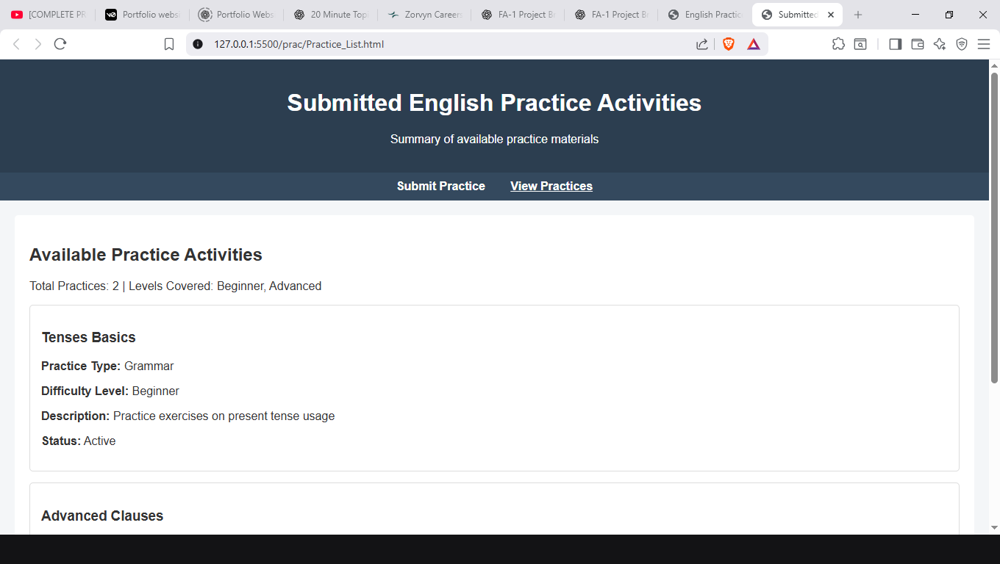 [COMPLETE PR
Portfolio websi
Portfolio Webs
20 Minute Top
Zorvyn Careers
FA-1 Project B
FA-1 Project B
English Practic
Submitted
127.0.0.1:5500/prac/Practice_List.html
Submitted English Practice Activities
Summary of available practice materials
Submit Practice View Practices
Available Practice Activities
Total Practices: 2 | Levels Covered: Beginner, Advanced
Tenses Basics
Practice Type: Grammar
Difficulty Level: Beginner
Description: Practice exercises on present tense usage
Status: Active
Advanced Clauses